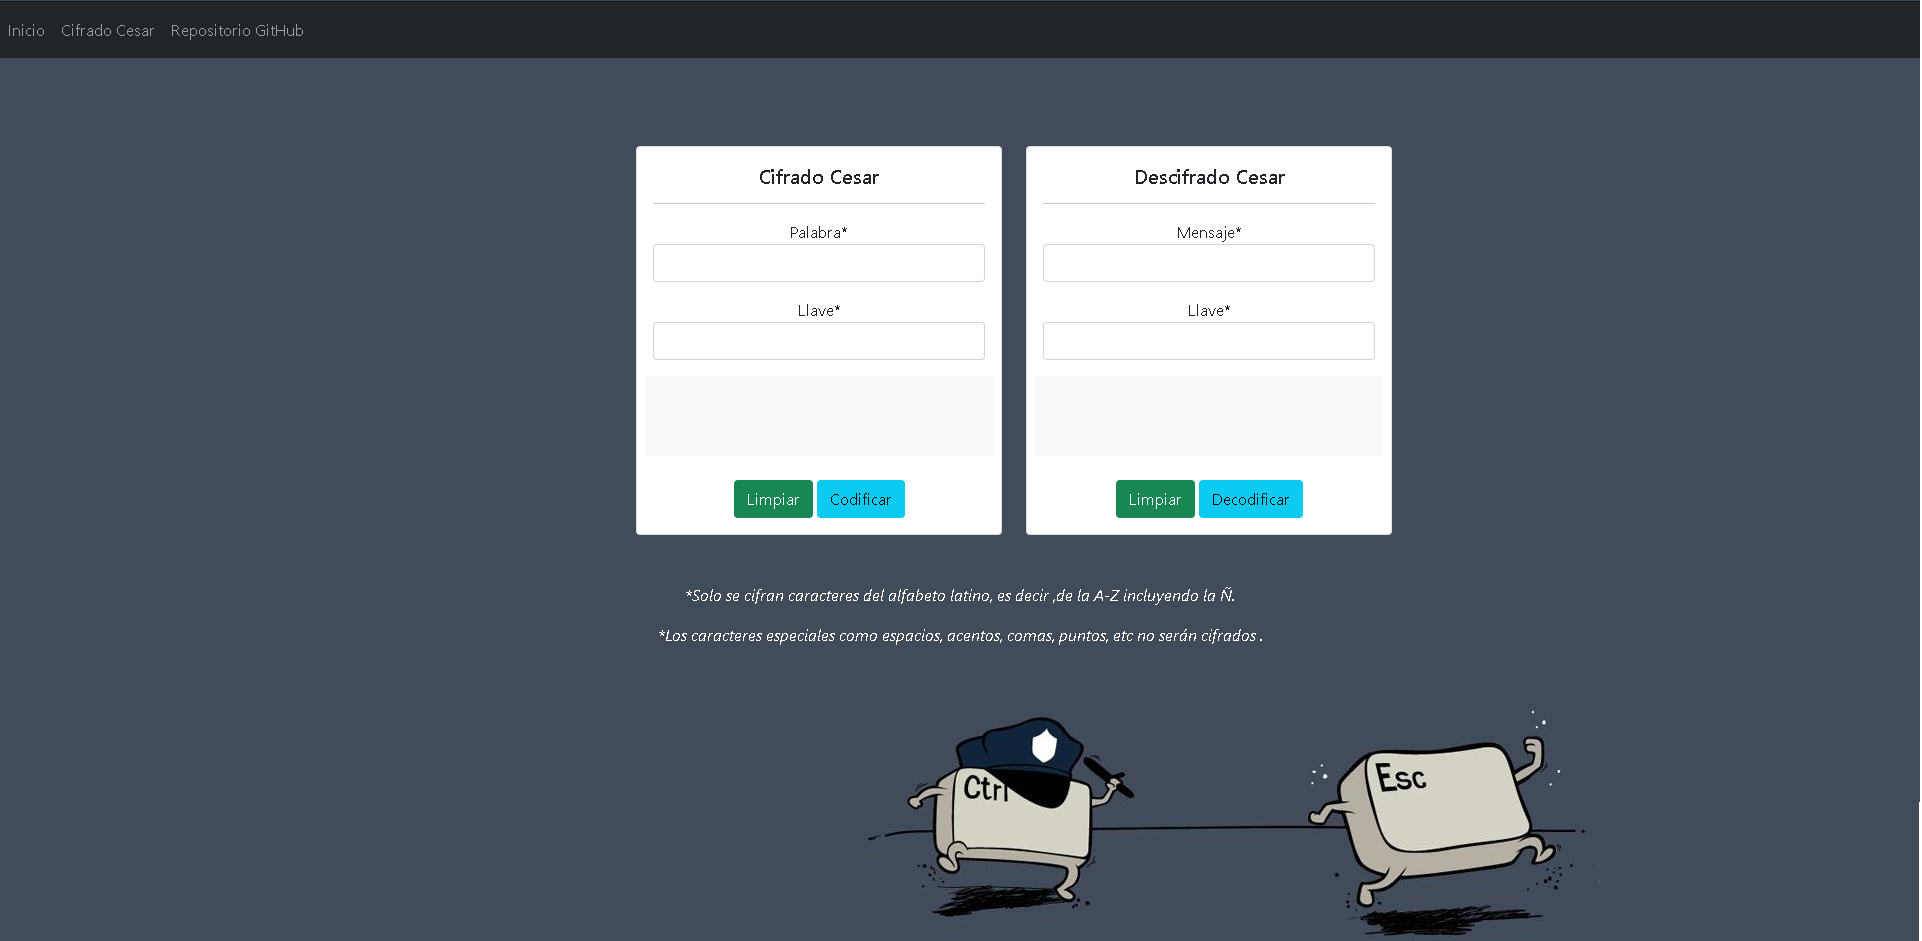 Inicio Cifrado Cesar Repositorio GitHub
Cifrado Cesar
Palabra*
Llave*
Limpiar Codificar
Descifrado Cesar
Mensaje*
Llave*
Limpiar Decodificar
*Solo se cifran caracteres del alfabeto latino, es decir ,de la A-Z incluyendo la Ñ.
*Los caracteres especiales como espacios, acentos, comas, puntos, etc no serán cifrados .
Ctrl
Esc